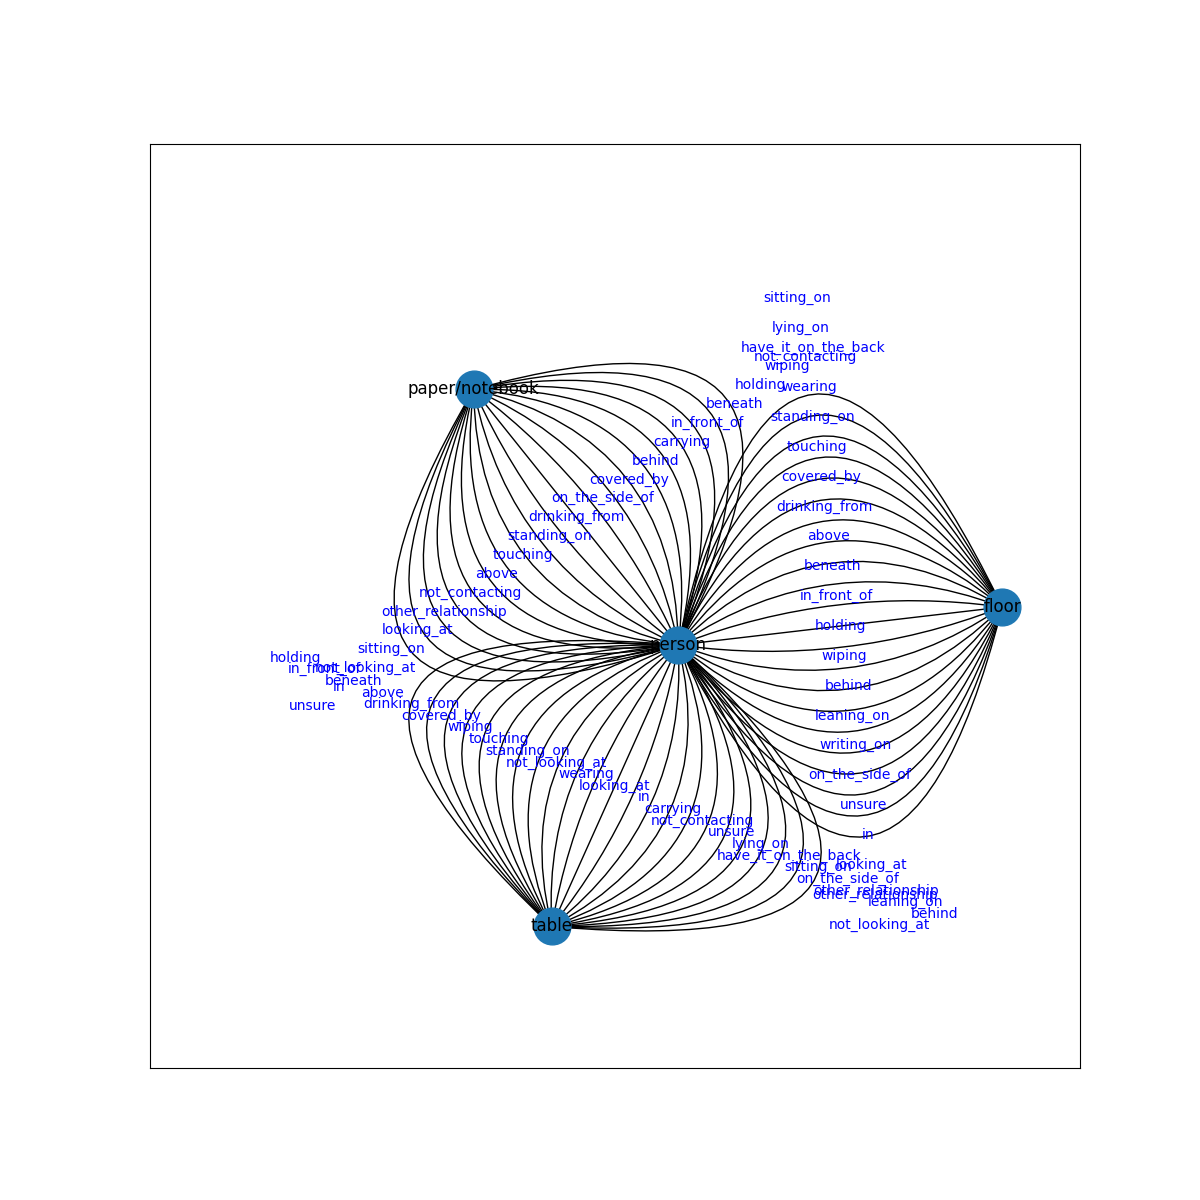 sitting_on
lying_on
have_it_on_the_back
not_contacting
wiping
holding
wearing
beneath
standing_on
in_front_of
carrying
touching
behind
covered_by
covered_by
on_the_side_of
drinking_from
drinking_from
standing_on
above
touching
beneath
above
not_contacting
in_front_of
other_relationship
holding
looking_at
sitting_on
wiping
holding
in_front_of
not_looking_at
beneath
in
behind
above
drinking_from
unsure
covered_by
leaning_on
wiping
touching
writing_on
standing_on
not_looking_at
wearing
on_the_side_of
looking_at
in
unsure
carrying
not_contacting
unsure
in
lying_on
have_it_on_the_back
sitting_on
looking_at
on_the_side_of
other_relationship
other_relationship
leaning_on
behind
not_looking_at
paper/notebook
floor
person
table